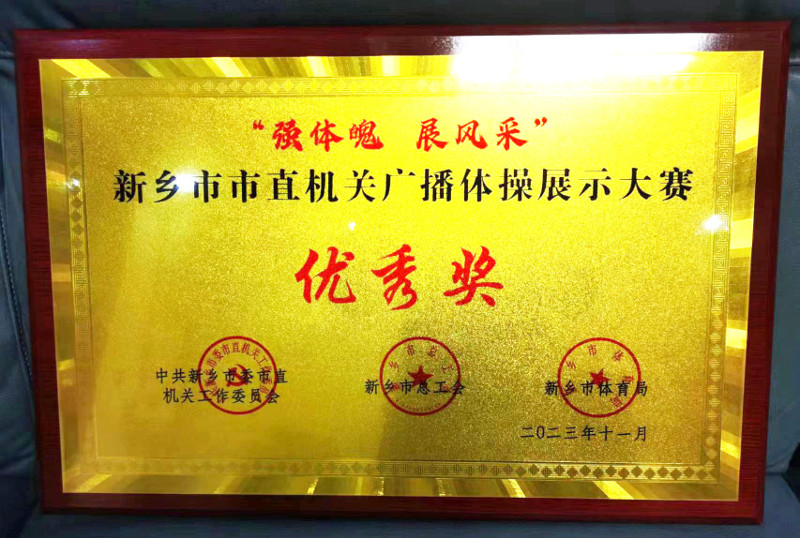 “强体魄 展风采”
新乡市市直机关广播体操展示大赛
优秀奖
中共新乡市委市直
机关工作委员会
新乡市总工会
新乡市体育局
二〇二三年十一月